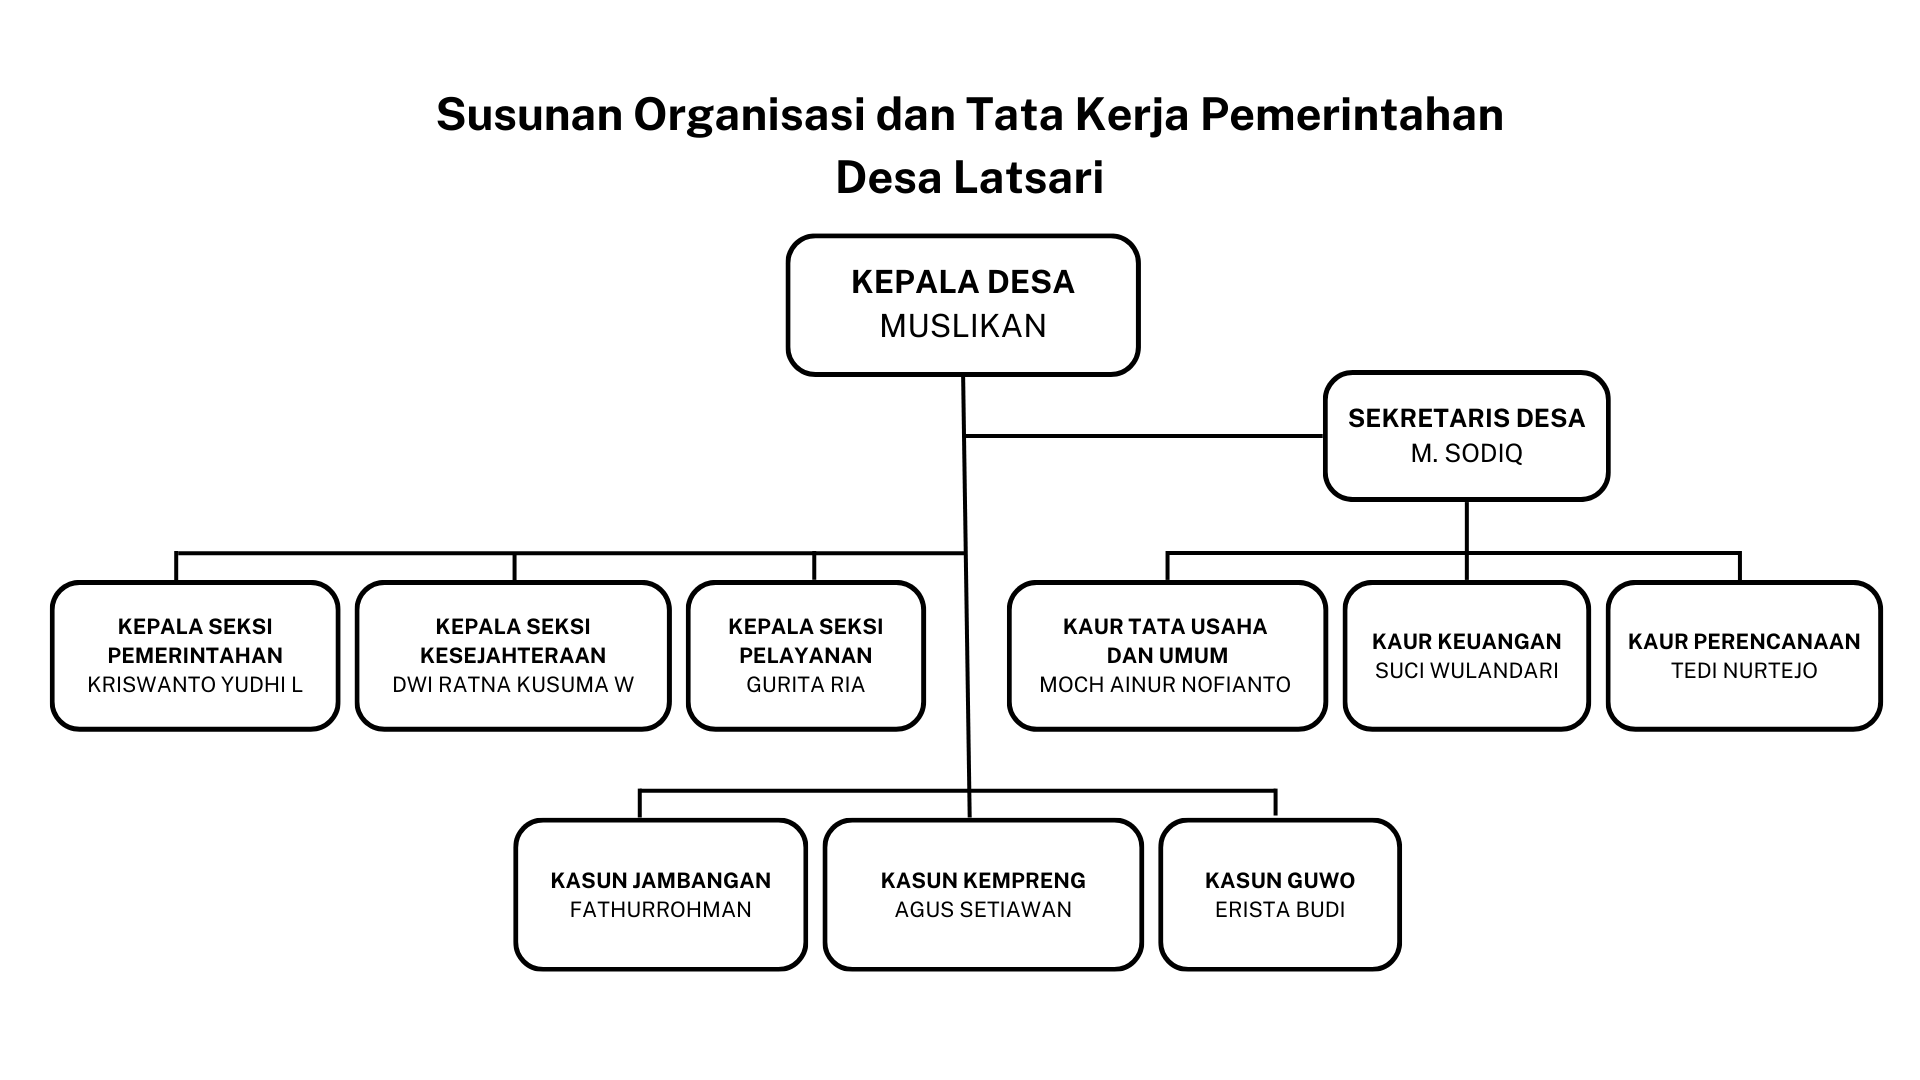 Susunan Organisasi dan Tata Kerja Pemerintahan
Desa Latsari
KEPALA DESA
MUSLIKAN
SEKRETARIS DESA
M. SODIQ
KEPALA SEKSI
PEMERINTAHAN
KRISWANTO YUDHI L
KEPALA SEKSI
KESEJAHTERAAN
DWI RATNA KUSUMA W
KEPALA SEKSI
PELAYANAN
GURITA RIA
KAUR TATA USAHA
DAN UMUM
MOCH AINUR NOFIANTO
KAUR KEUANGAN
SUCI WULANDARI
KAUR PERENCANAAN
TEDI NURTEJO
KASUN JAMBANGAN
FATHURROHMAN
KASUN KEMPRENG
AGUS SETIAWAN
KASUN GUWO
ERISTA BUDI